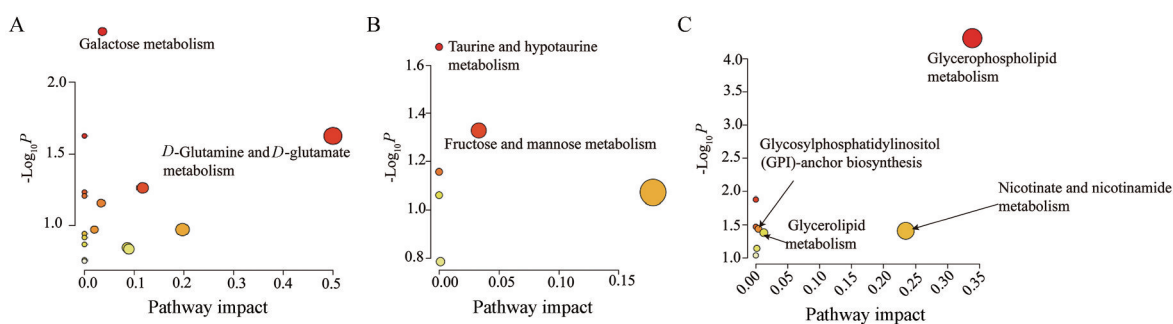 A
Galactose metabolism
2.0
1.5
1.0
-Log10P
D-Glutamine and D-glutamate
metabolism
0.0 0.1 0.2 0.3 0.4 0.5
Pathway impact
B
Taurine and hypotaurine
metabolism
1.6
1.4
Fructose and mannose metabolism
1.2
1.0
0.8
-Log10P
0.00 0.05 0.10 0.15
Pathway impact
C
4.0
Glycerophospholipid
metabolism
3.5
3.0
2.5
2.0
1.5
1.0
-Log10P
Glycosylphosphatidylinositol
(GPI)-anchor biosynthesis
Nicotinate and nicotinamide
metabolism
Glycerolipid
metabolism
0.00 0.05 0.10 0.15 0.20 0.25 0.30 0.35
Pathway impact